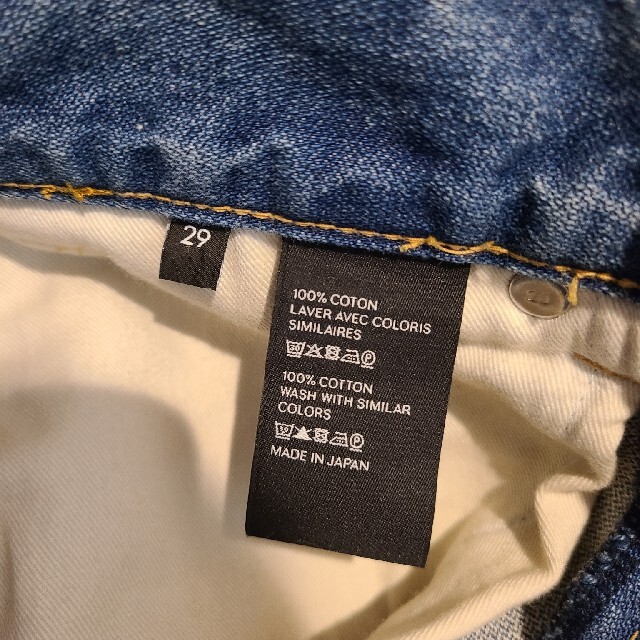 29
100% COTON
LAVER AVEC COLORIS
SIMILAIRES
100% COTTON
WASH WITH SIMILAR
COLORS
MADE IN JAPAN